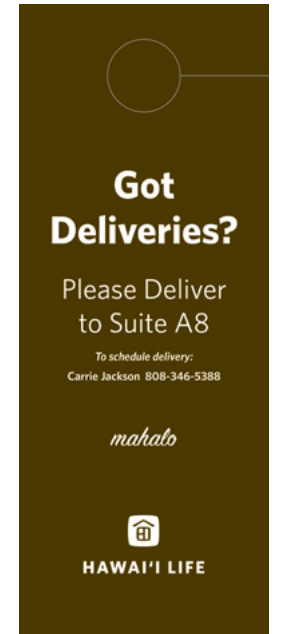 Got
Deliveries?
Please Deliver
to Suite A8
To schedule delivery:
Carrie Jackson 808-346-5388
mahalo
HAWAI'I LIFE